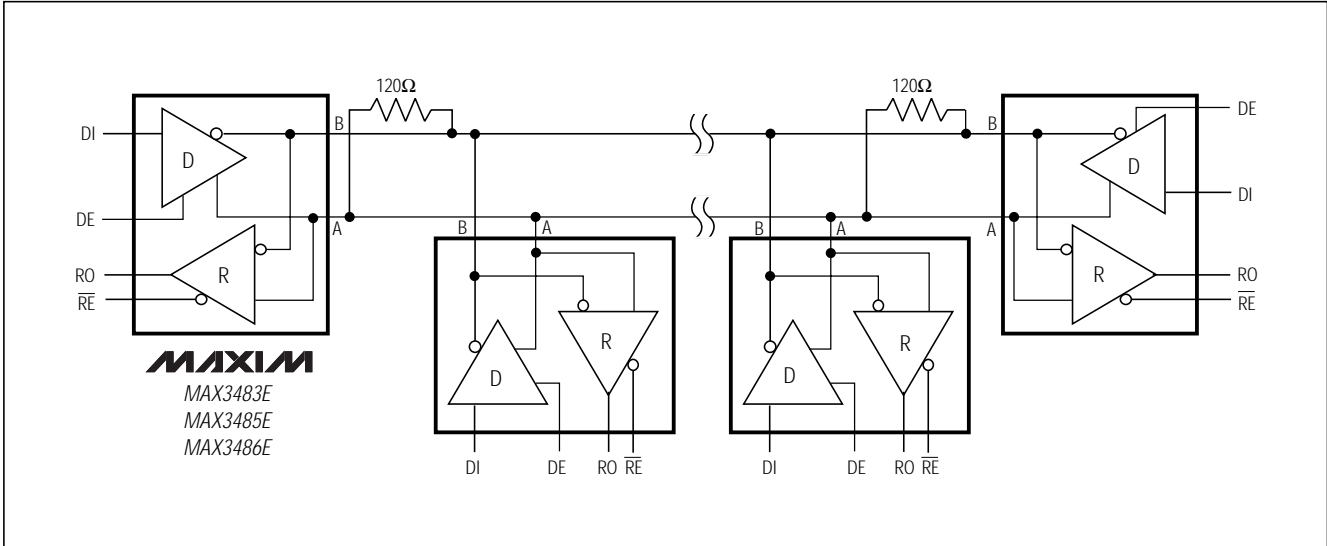 120Ω 120Ω
DI D B B DE
D
DE A A DI
B A B A
RO R R RO
RE RE
R R
D D
MAXIM
MAX3483E
MAX3485E
MAX3486E
DI DE RO RE DI DE RO RE